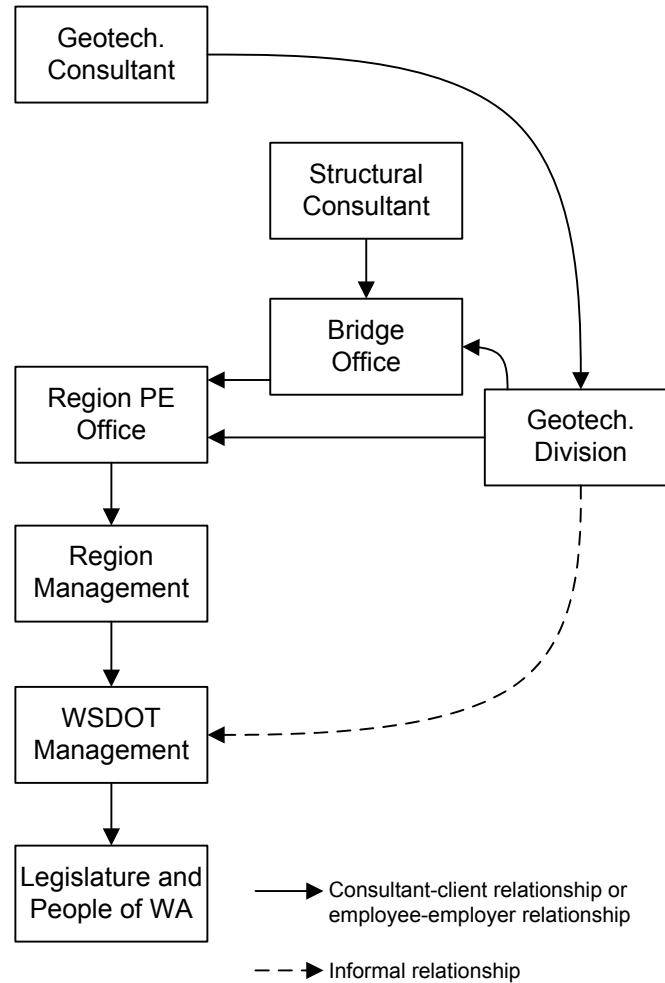 Geotech.
Consultant
Structural
Consultant
Bridge
Office
Region PE
Office
Geotech.
Division
Region
Management
WSDOT
Management
Legislature and
People of WA
Consultant-client relationship or
employee-employer relationship
Informal relationship